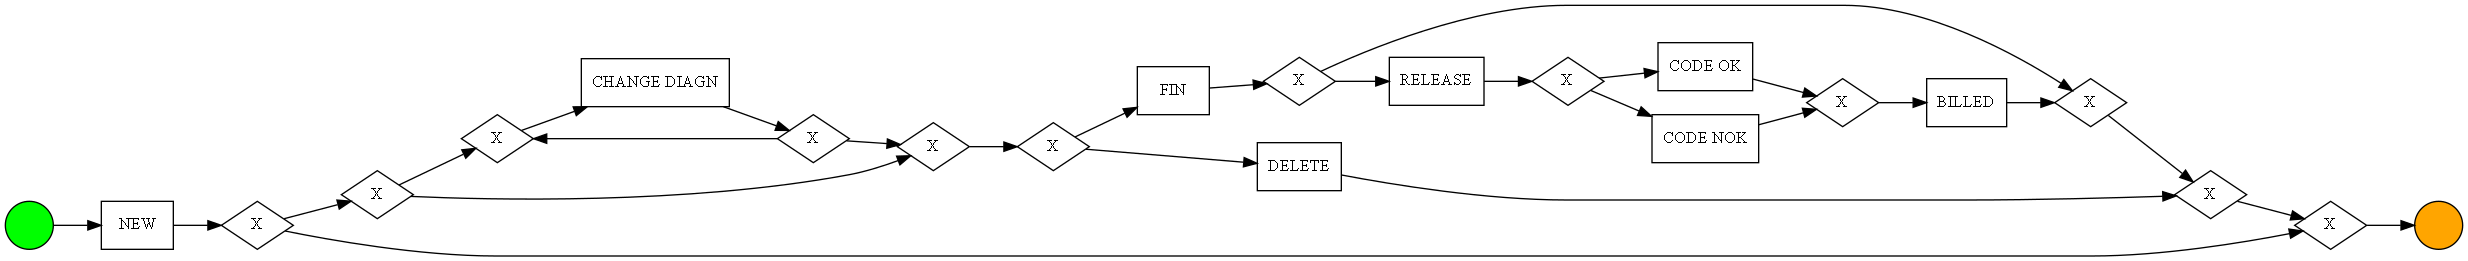 NEW
X
X
X
CHANGE DIAGN
X
X
X
FIN
DELETE
X
RELEASE
X
CODE OK
CODE NOK
X
BILLED
X
X
X